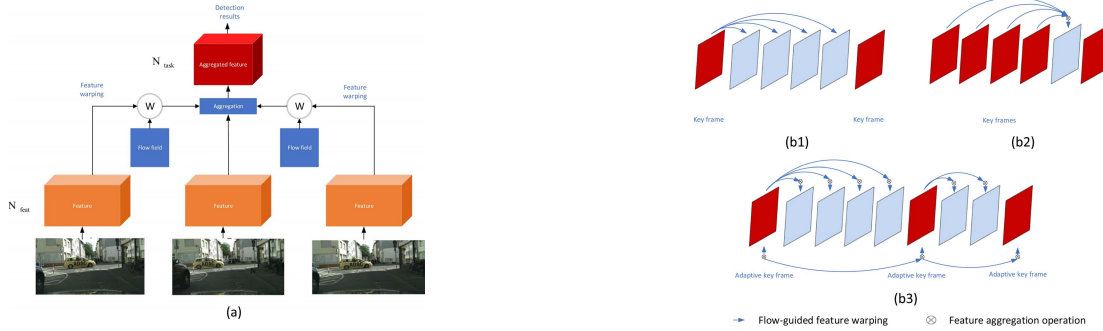 Detection
results
N task
Aggregated feature
Feature
warping
Feature
warping
W
Aggregation
W
Flow field
Flow field
N feat
Feature
Feature
Feature
(a)
Key frame
Key frame
(b1)
Key frames
(b2)
Adaptive key frame
Adaptive key frame
Adaptive key frame
(b3)
Flow-guided feature warping
Feature aggregation operation